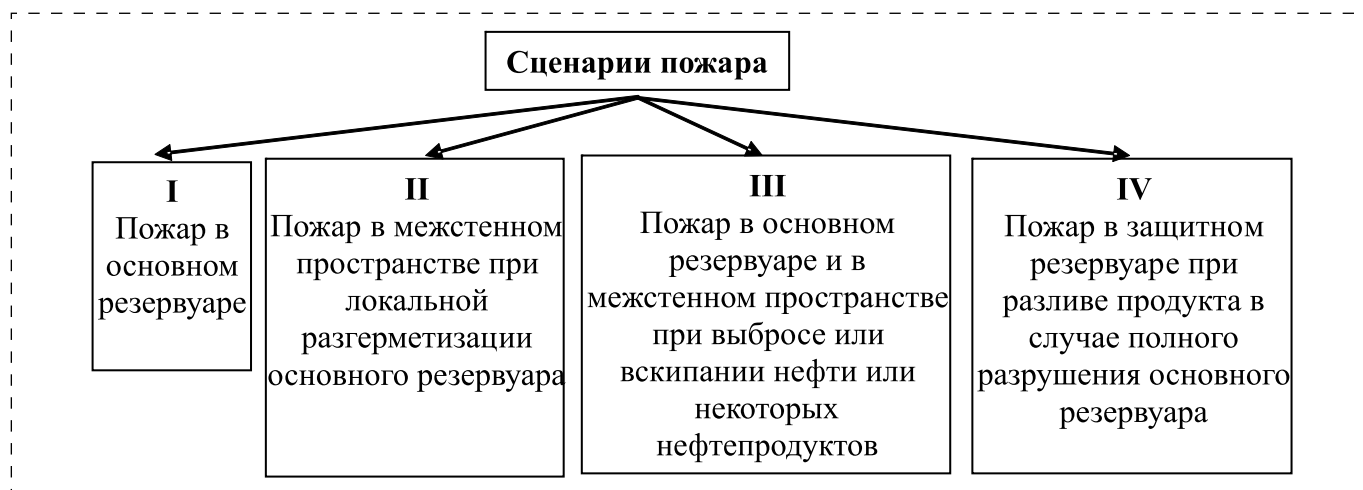 Сценарии пожара
I
Пожар в
основном
резервуаре
II
Пожар в межстенном
пространстве при
локальной
разгерметизации
основного резервуара
III
Пожар в основном
резервуаре и в
межстенном пространстве
при выбросе или
вскипании нефти или
некоторых
нефтепродуктов
IV
Пожар в защитном
резервуаре при
разливе продукта в
случае полного
разрушения основного
резервуара